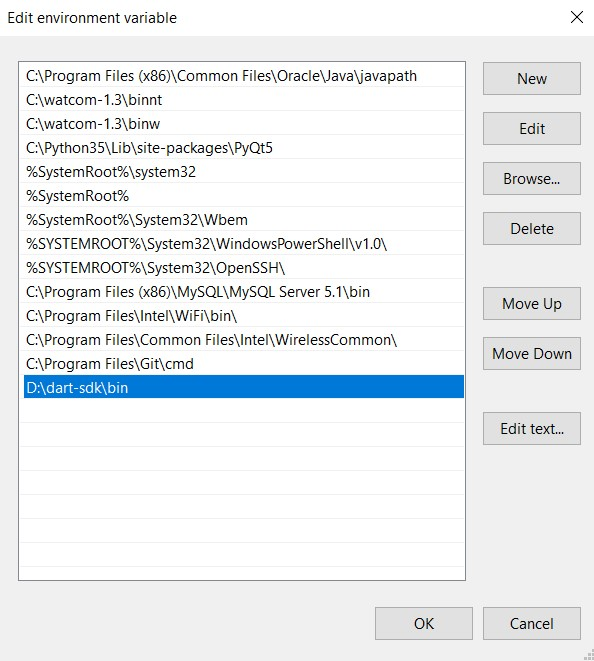 Edit environment variable
C:\Program Files (x86)\Common Files\Oracle\Java\javapath
C:\watcom-1.3\binnt
C:\watcom-1.3\binw
C:\Python35\Lib\site-packages\PyQt5
%SystemRoot%\system32
%SystemRoot%
%SystemRoot%\System32\Wbem
%SYSTEMROOT%\System32\WindowsPowerShell\v1.0\
%SYSTEMROOT%\System32\OpenSSH\
C:\Program Files (x86)\MySQL\MySQL Server 5.1\bin
C:\Program Files\Intel\WiFi\bin\
C:\Program Files\Common Files\Intel\WirelessCommon\
C:\Program Files\Git\cmd
D:\dart-sdk\bin
New
Edit
Browse...
Delete
Move Up
Move Down
Edit text...
OK
Cancel